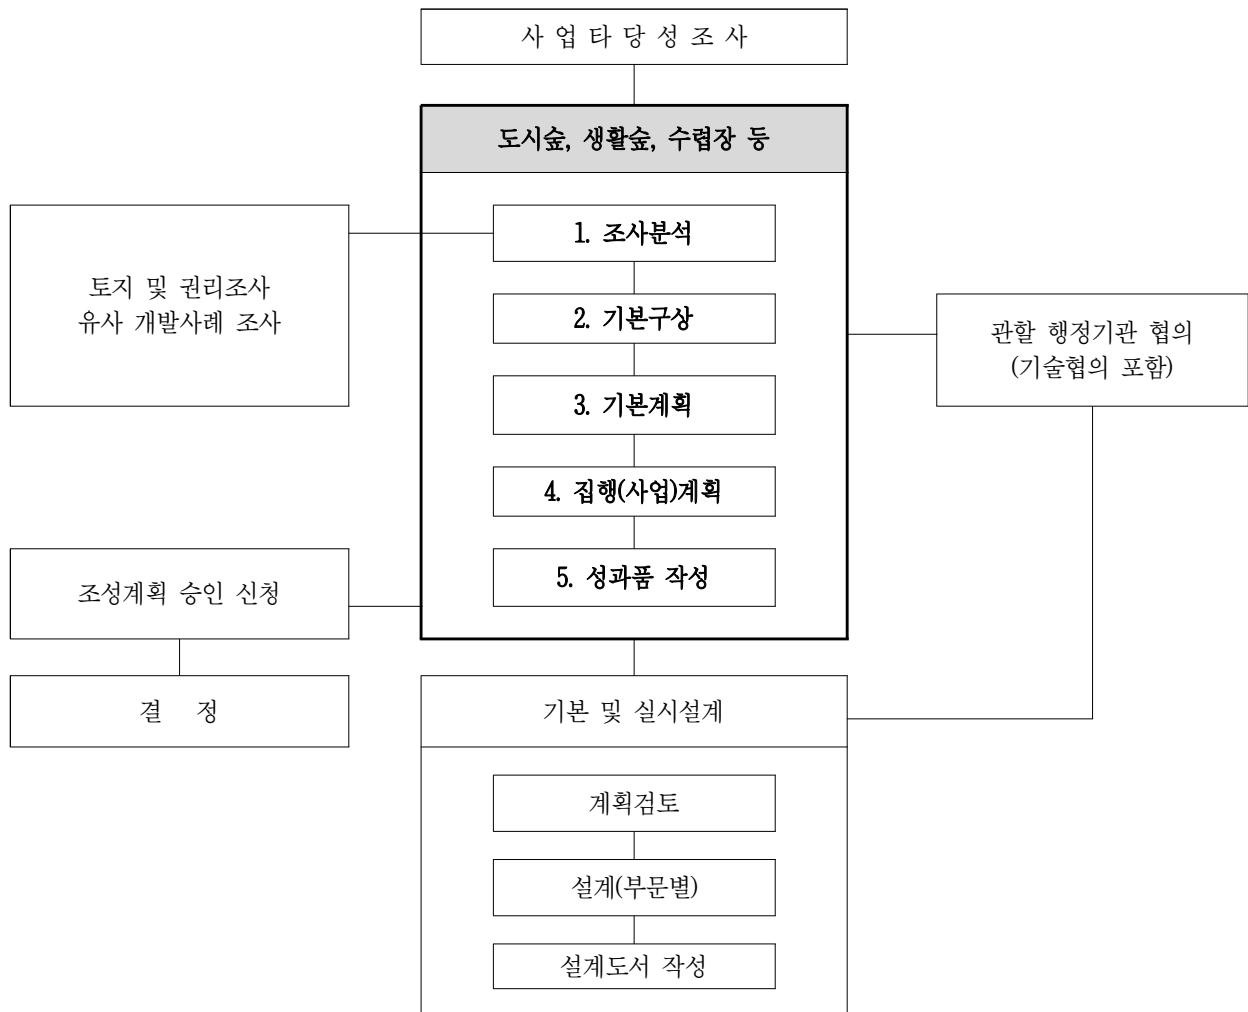 사 업 타 당 성 조 사
도시숲, 생활숲, 수렵장 등
1. 조사분석
토지 및 권리조사
유사 개발사례 조사
2. 기본구상
관할 행정기관 협의
(기술협의 포함)
3. 기본계획
4. 집행(사업)계획
5. 성과품 작성
조성계획 승인 신청
결 정
기본 및 실시설계
계획검토
설계(부문별)
설계도서 작성